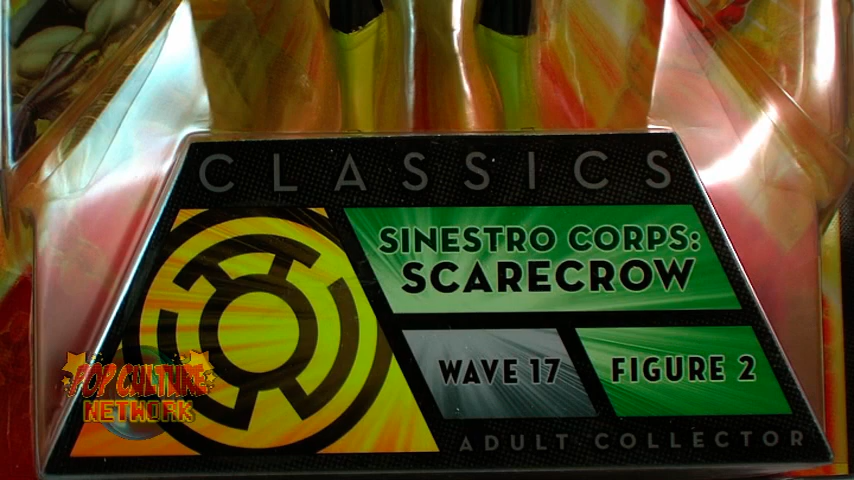 CLASSICS
SINESTRO CORPS:
SCARECROW
WAVE 17
FIGURE 2
ADULT COLLECTOR
POP CULTURE
NETWORK